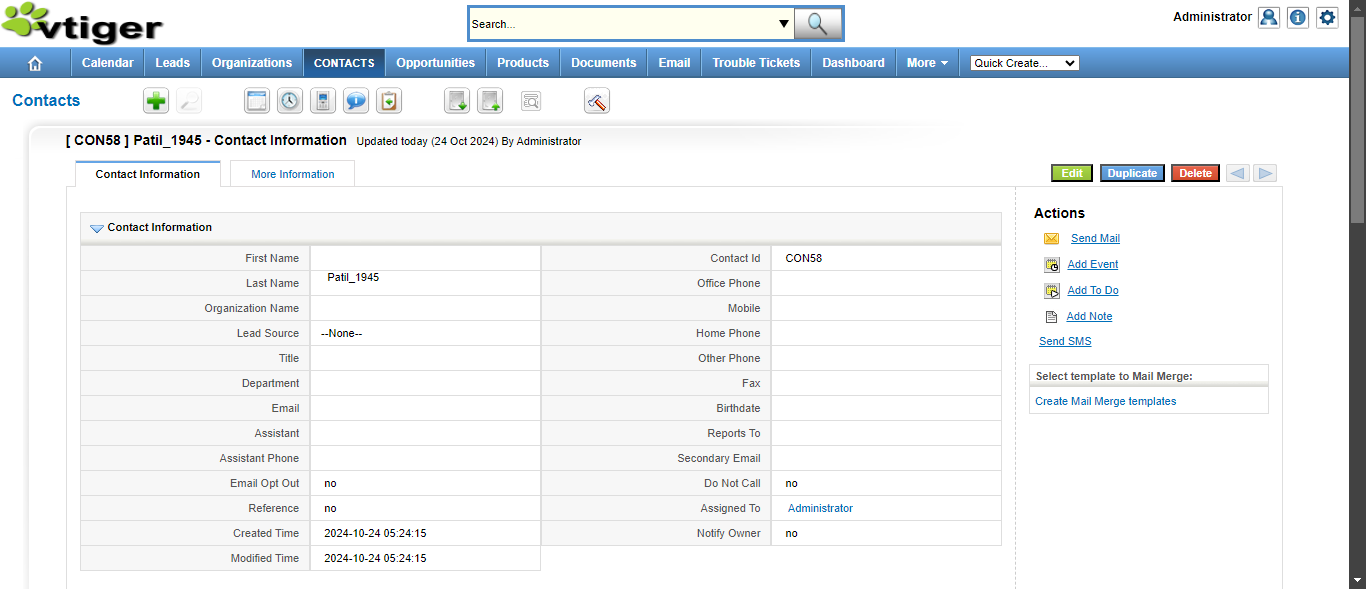 vtiger
Search...
Administrator
Calendar Leads Organizations CONTACTS Opportunities Products Documents Email Trouble Tickets Dashboard More Quick Create...
Contacts
[ CON58 ] Patil_1945 - Contact Information Updated today (24 Oct 2024) By Administrator
Contact Information More Information
Edit Duplicate Delete
Contact Information
First Name Contact Id CON58
Last Name Patil_1945 Office Phone
Organization Name Mobile
Lead Source --None-- Home Phone
Title Other Phone
Department Fax
Email Birthdate
Assistant Reports To
Assistant Phone Secondary Email
Email Opt Out no Do Not Call no
Reference no Assigned To Administrator
Created Time 2024-10-24 05:24:15 Notify Owner no
Modified Time 2024-10-24 05:24:15
Actions
Send Mail
Add Event
Add To Do
Add Note
Send SMS
Select template to Mail Merge:
Create Mail Merge templates